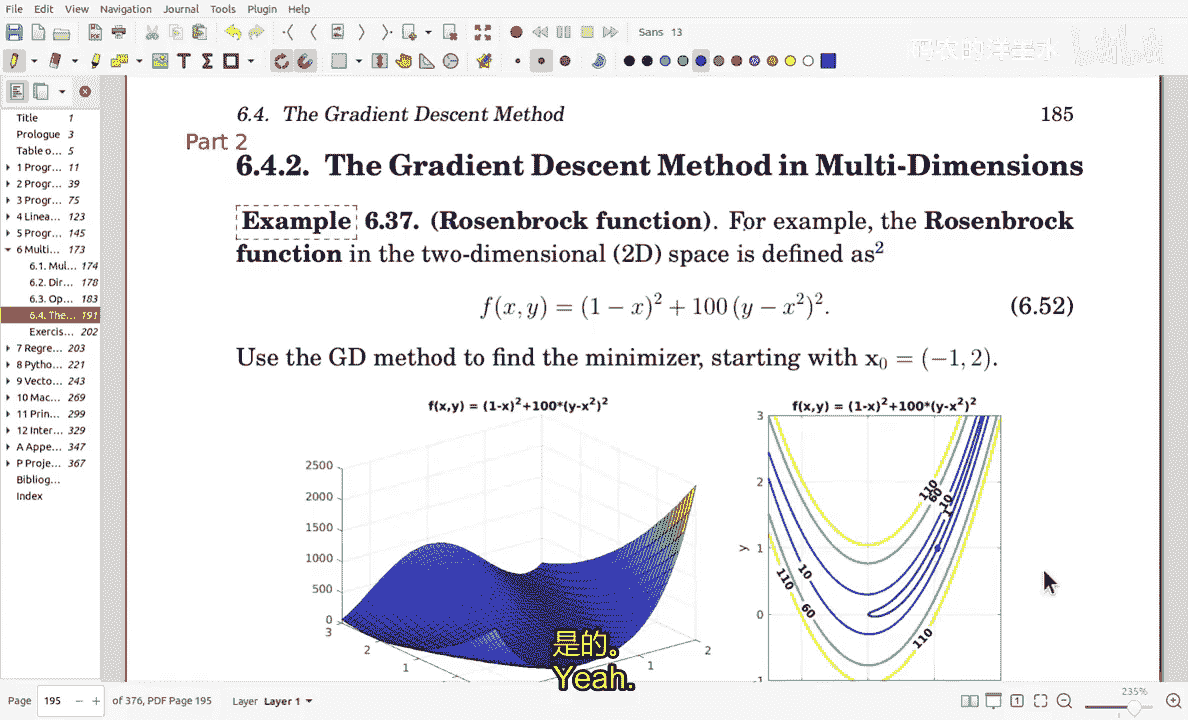 File Edit View Navigation Journal Tools Plugin Help
Sans 13
Title 1
Prologue 3
Table o... 5
1 Progr... 11
2 Progr... 39
3 Progr... 75
4 Linea... 123
5 Progr... 145
6 Multi... 173
6.1. Mul... 174
6.2. Dir... 178
6.3. Op... 183
6.4. The... 191
Exercis... 202
7 Regre... 203
8 Pytho... 221
9 Vecto... 243
10 Mac... 269
11 Prin... 299
12 Inter... 329
A Appe... 347
P Proje... 367
Bibliog...
Index
6.4. The Gradient Descent Method 185
Part 2
6.4.2. The Gradient Descent Method in Multi-Dimensions
Example 6.37. (Rosenbrock function). For example, the Rosenbrock
function in the two-dimensional (2D) space is defined as²
f(x, y) = (1 − x)² + 100 (y − x²)². (6.52)
Use the GD method to find the minimizer, starting with x₀ = (−1, 2).
f(x,y) = (1-x)²+100*(y-x²)²
2500
2000
1500
1000
500
0
3
2
1
1
2
f(x,y) = (1-x)²+100*(y-x²)²
3
2
1
0
-1
y
110
60
10
1
10
60
110
110
是的。
Yeah.
Page 195 of 376, PDF Page 195 Layer Layer 1 235%